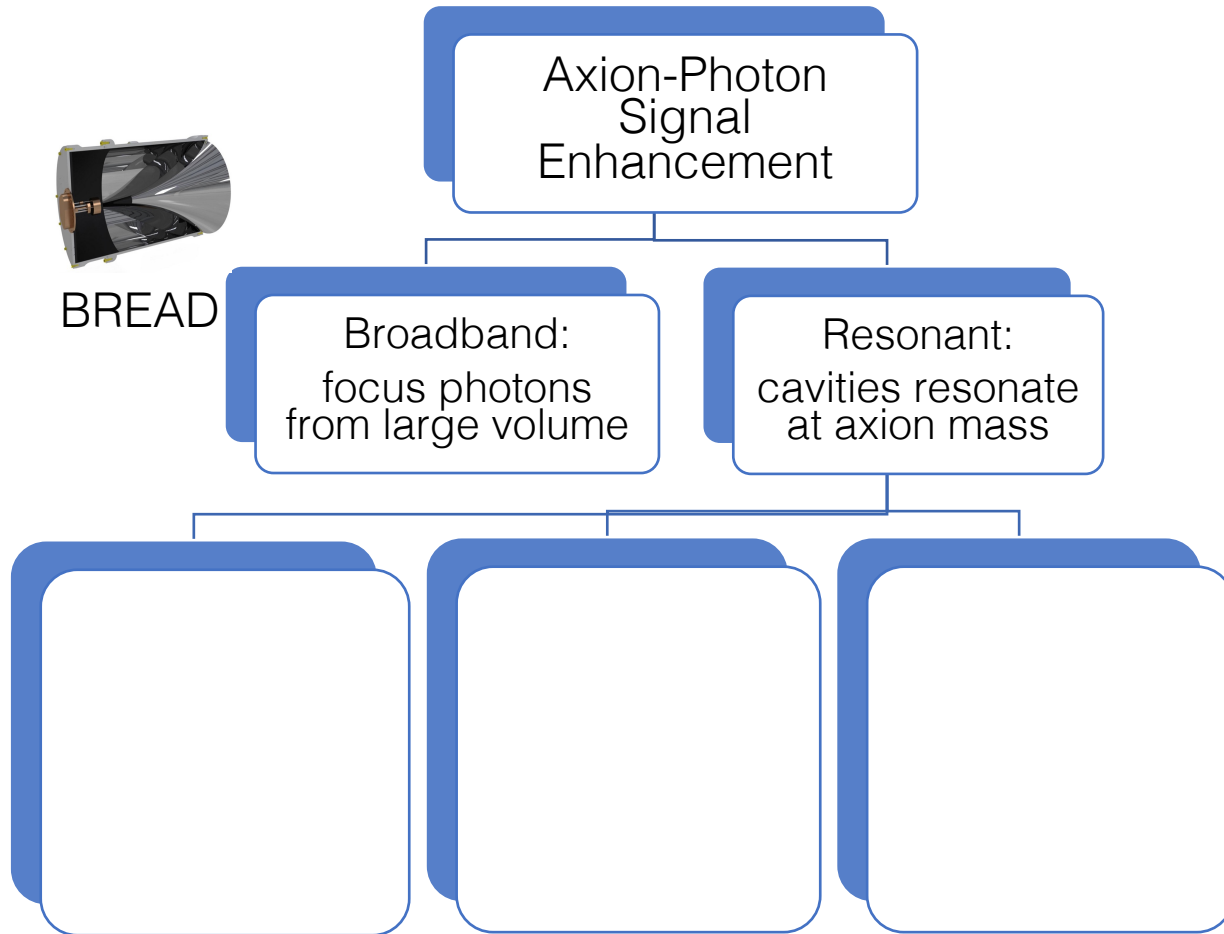 Axion-Photon
Signal
Enhancement
BREAD
Broadband:
focus photons
from large volume
Resonant:
cavities resonate
at axion mass